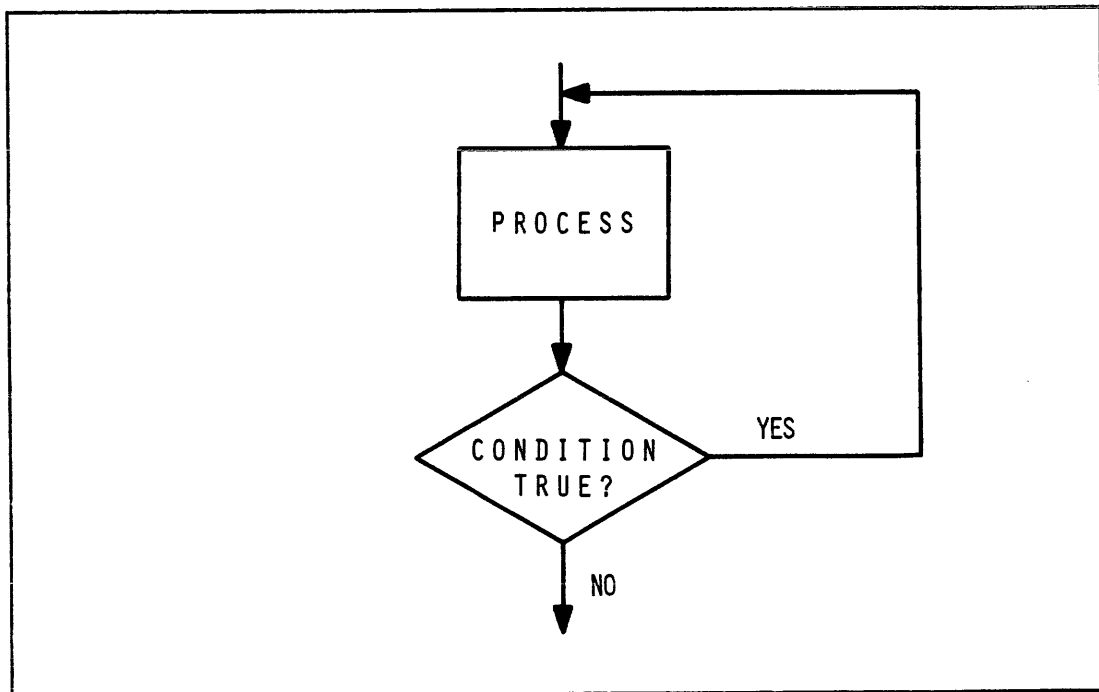 PROCESS
CONDITION
TRUE?
YES
NO